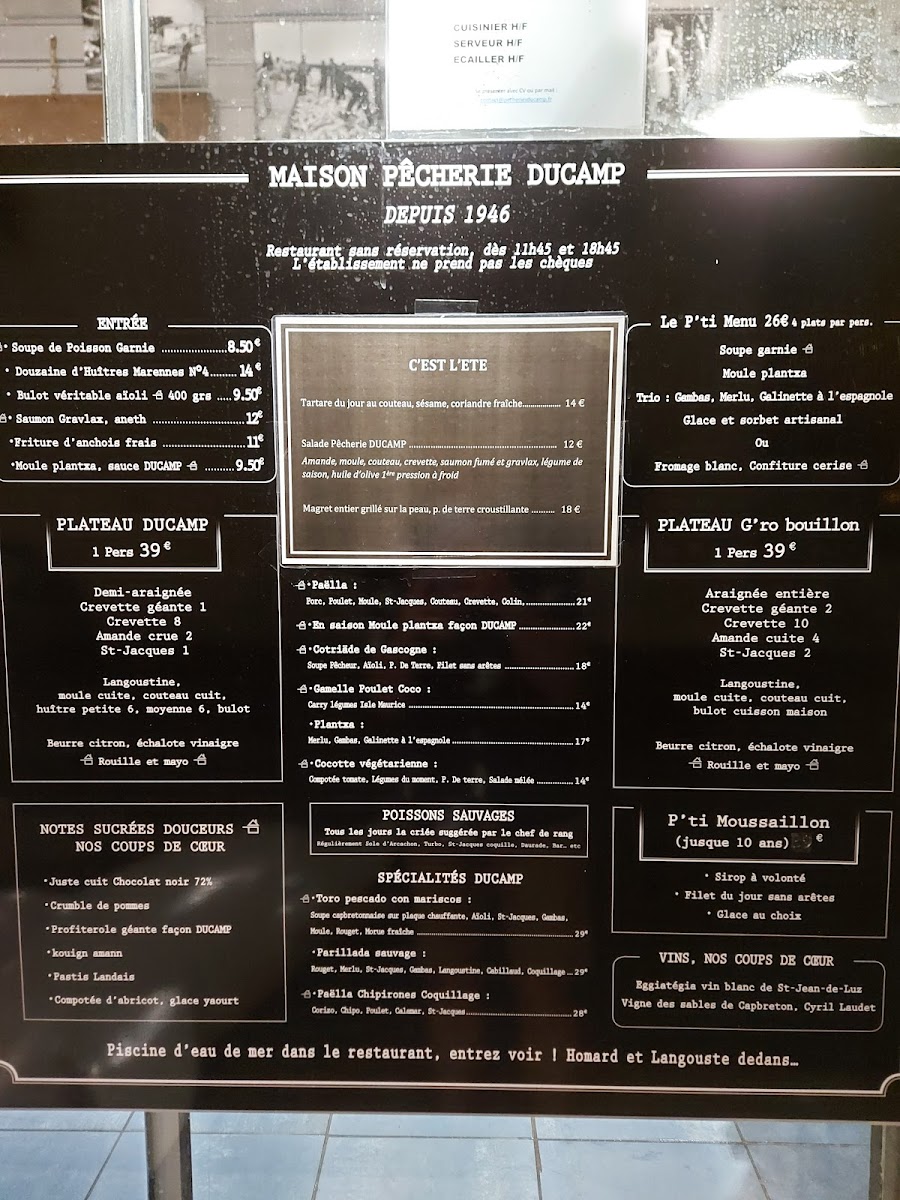 CUISINIER H/F
SERVEUR H/F
ECAILLER H/F
MAISON PÊCHERIE DUCAMP
DEPUIS 1946
Restaurant sans réservation, dès 11h45 et 18h45
L'établissement ne prend pas les chèques
ENTRÉE
• Soupe de Poisson Garnie ..... 8.50€
• Douzaine d'Huîtres Marennes N°4 ..... 14€
• Bulot véritable aïoli 400 grs ..... 9.50€
• Saumon Gravlax, aneth ..... 12€
• Friture d'anchois frais ..... 11€
• Moule plantxa, sauce DUCAMP ..... 9.50€
C'EST L'ETE
Tartare du jour au couteau, sésame, coriandre fraîche..... 14 €
Salade Pêcherie DUCAMP ..... 12 €
Amande, moule, couteau, crevette, saumon fumé et gravlax, légume de
saison, huile d'olive 1ère pression à froid
Magret entier grillé sur la peau, p. de terre croustillante ..... 18 €
Le P'ti Menu 26€ 4 plats par pers.
Soupe garnie
Moule plantxa
Trio : Gambas, Merlu, Galinette à l'espagnole
Glace et sorbet artisanal
Ou
Fromage blanc, Confiture cerise
PLATEAU DUCAMP
1 Pers 39€
Demi-araignée
Crevette géante 1
Crevette 8
Amande crue 2
St-Jacques 1
Langoustine,
moule cuite, couteau cuit,
huître petite 6, moyenne 6, bulot
Beurre citron, échalote vinaigre
Rouille et mayo
• Paëlla :
Porc, Poulet, Moule, St-Jacques, Couteau, Crevette, Colin, ..... 21€
• En saison Moule plantxa façon DUCAMP ..... 22€
• Cotriäde de Gascogne :
Soupe Pêcheur, Aïoli, P. De Terre, Filet sans arêtes ..... 18€
• Gamelle Poulet Coco :
Carry légumes Isle Maurice ..... 14€
• Plantxa :
Merlu, Gambas, Galinette à l'espagnole ..... 17€
• Cocotte végétarienne :
Compotée tomate, Légumes du moment, P. De terre, Salade mêlée ..... 14€
PLATEAU G'ro bouillon
1 Pers 39€
Araignée entière
Crevette géante 2
Crevette 10
Amande cuite 4
St-Jacques 2
Langoustine,
moule cuite, couteau cuit,
bulot cuisson maison
Beurre citron, échalote vinaigre
Rouille et mayo
NOTES SUCRÉES DOUCEURS
NOS COUPS DE CŒUR
• Juste cuit Chocolat noir 72%
• Crumble de pommes
• Profiterole géante façon DUCAMP
• kouign amann
• Pastis Landais
• Compotée d'abricot, glace yaourt
POISSONS SAUVAGES
Tous les jours la criée suggérée par le chef de rang
Régulièrement Sole d'Arcachon, Turbo, St-Jacques coquille, Daurade, Bar… etc
SPÉCIALITÉS DUCAMP
• Toro pescado con mariscos :
Soupe capbretonnaise sur plaque chauffante, Aïoli, St-Jacques, Gambas,
Moule, Rouget, Morue fraîche ..... 29€
• Parillada sauvage :
Rouget, Merlu, St-Jacques, Gambas, Langoustine, Cabillaud, Coquillage ... 29€
• Paëlla Chipirones Coquillage :
Corizo, Chipo, Poulet, Calamar, St-Jacques ..... 28€
P'ti Moussaillon
(jusque 10 ans) €
• Sirop à volonté
• Filet du jour sans arêtes
• Glace au choix
VINS, NOS COUPS DE CŒUR
Eggiatégia vin blanc de St-Jean-de-Luz
Vigne des sables de Capbreton, Cyril Laudet
Piscine d'eau de mer dans le restaurant, entrez voir ! Homard et Langouste dedans…